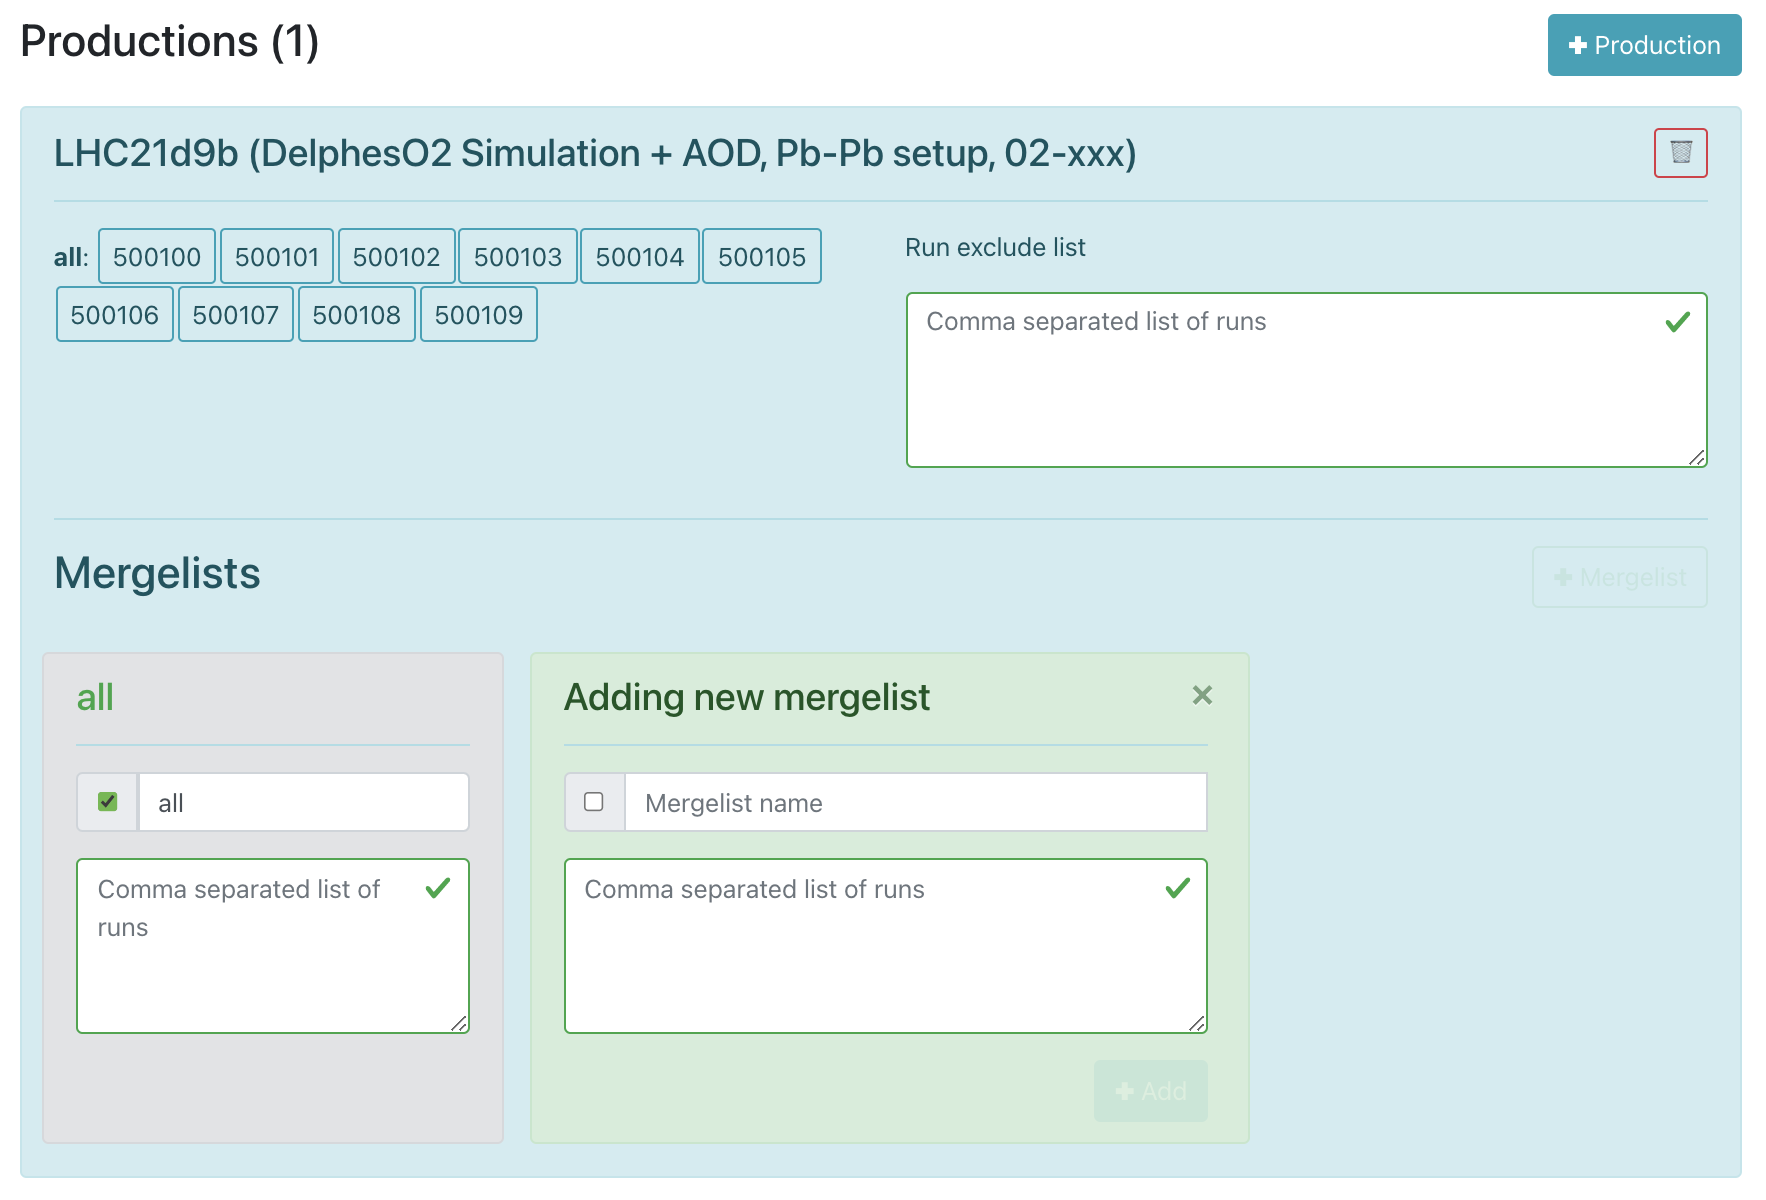 Productions (1)
Production
LHC21d9b (DelphesO2 Simulation + AOD, Pb-Pb setup, 02-xxx)
all: 500100 500101 500102 500103 500104 500105
500106 500107 500108 500109
Run exclude list
Comma separated list of runs
Mergelists
Mergelist
all
all
Comma separated list of
runs
Adding new mergelist
Mergelist name
Comma separated list of runs
Add